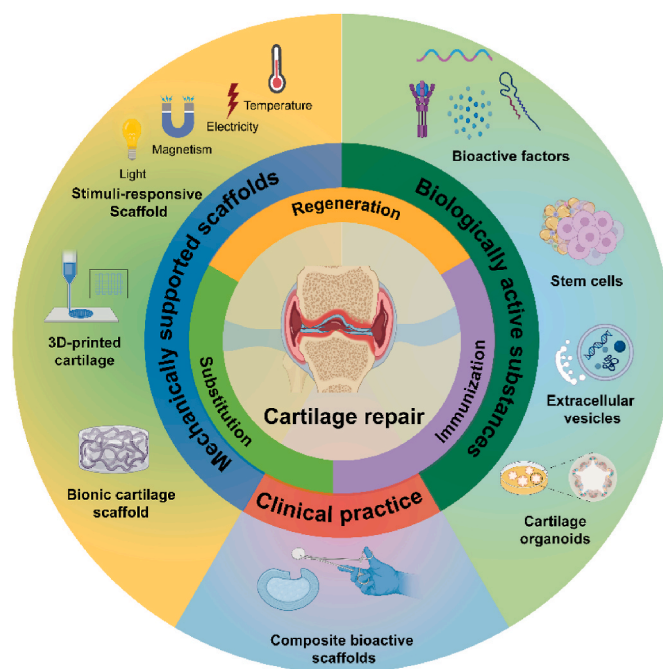 Temperature
Electricity
Magnetism
Light
Stimuli-responsive
Scaffold
3D-printed
cartilage
Bionic cartilage
scaffold
Bioactive factors
Stem cells
Extracellular
vesicles
Cartilage
organoids
Composite bioactive
scaffolds
Mechanically supported scaffolds
Biologically active substances
Clinical practice
Regeneration
Substitution
Immunization
Cartilage repair